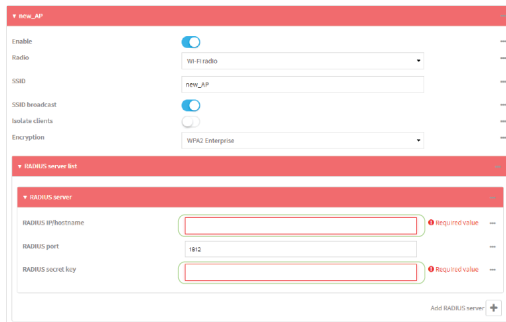 ▼ new_AP
Enable
Radio
Wi-Fi radio
SSID
new_AP
SSID broadcast
Isolate clients
Encryption
WPA3 Enterprise
▼ RADIUS server list
▼ RADIUS server
RADIUS IP/hostname
Required value
RADIUS port
1812
RADIUS secret key
Required value
Add RADIUS server